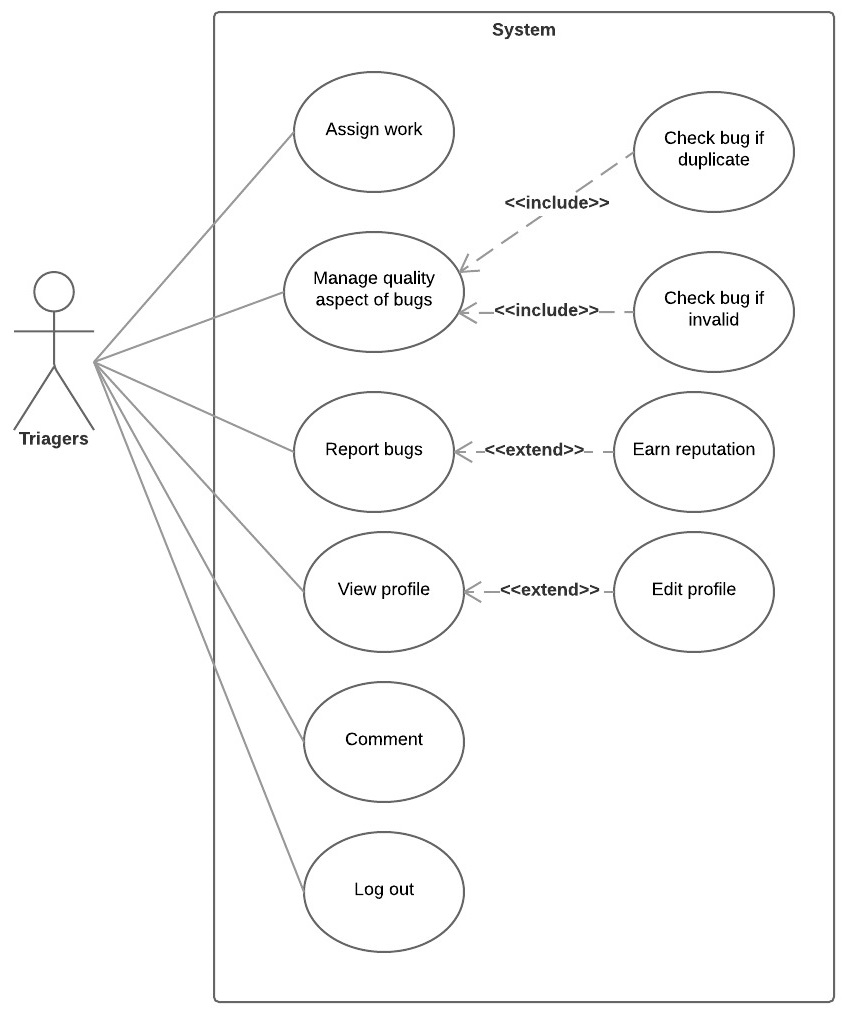 System
Assign work
Check bug if
duplicate
<<include>>
Manage quality
aspect of bugs
<<include>>
Check bug if
invalid
Triagers
Report bugs
<<extend>>
Earn reputation
View profile
<<extend>>
Edit profile
Comment
Log out